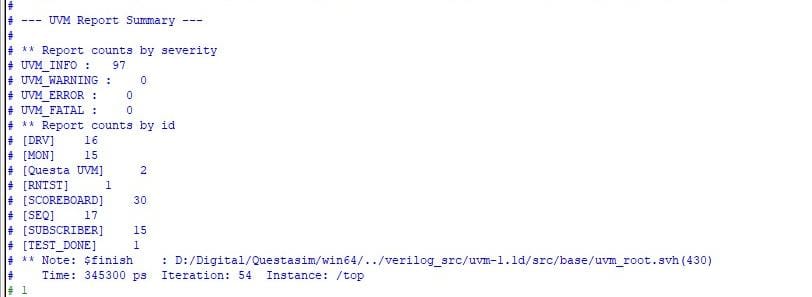 #
# --- UVM Report Summary ---
#
# ** Report counts by severity
# UVM_INFO :   97
# UVM_WARNING :    0
# UVM_ERROR :    0
# UVM_FATAL :    0
# ** Report counts by id
# [DRV]    16
# [MON]    15
# [Questa UVM]     2
# [RNTST]     1
# [SCOREBOARD]    30
# [SEQ]    17
# [SUBSCRIBER]    15
# [TEST_DONE]     1
# ** Note: $finish    : D:/Digital/Questasim/win64/../verilog_src/uvm-1.1d/src/base/uvm_root.svh(430)
#    Time: 345300 ps  Iteration: 54  Instance: /top
# 1